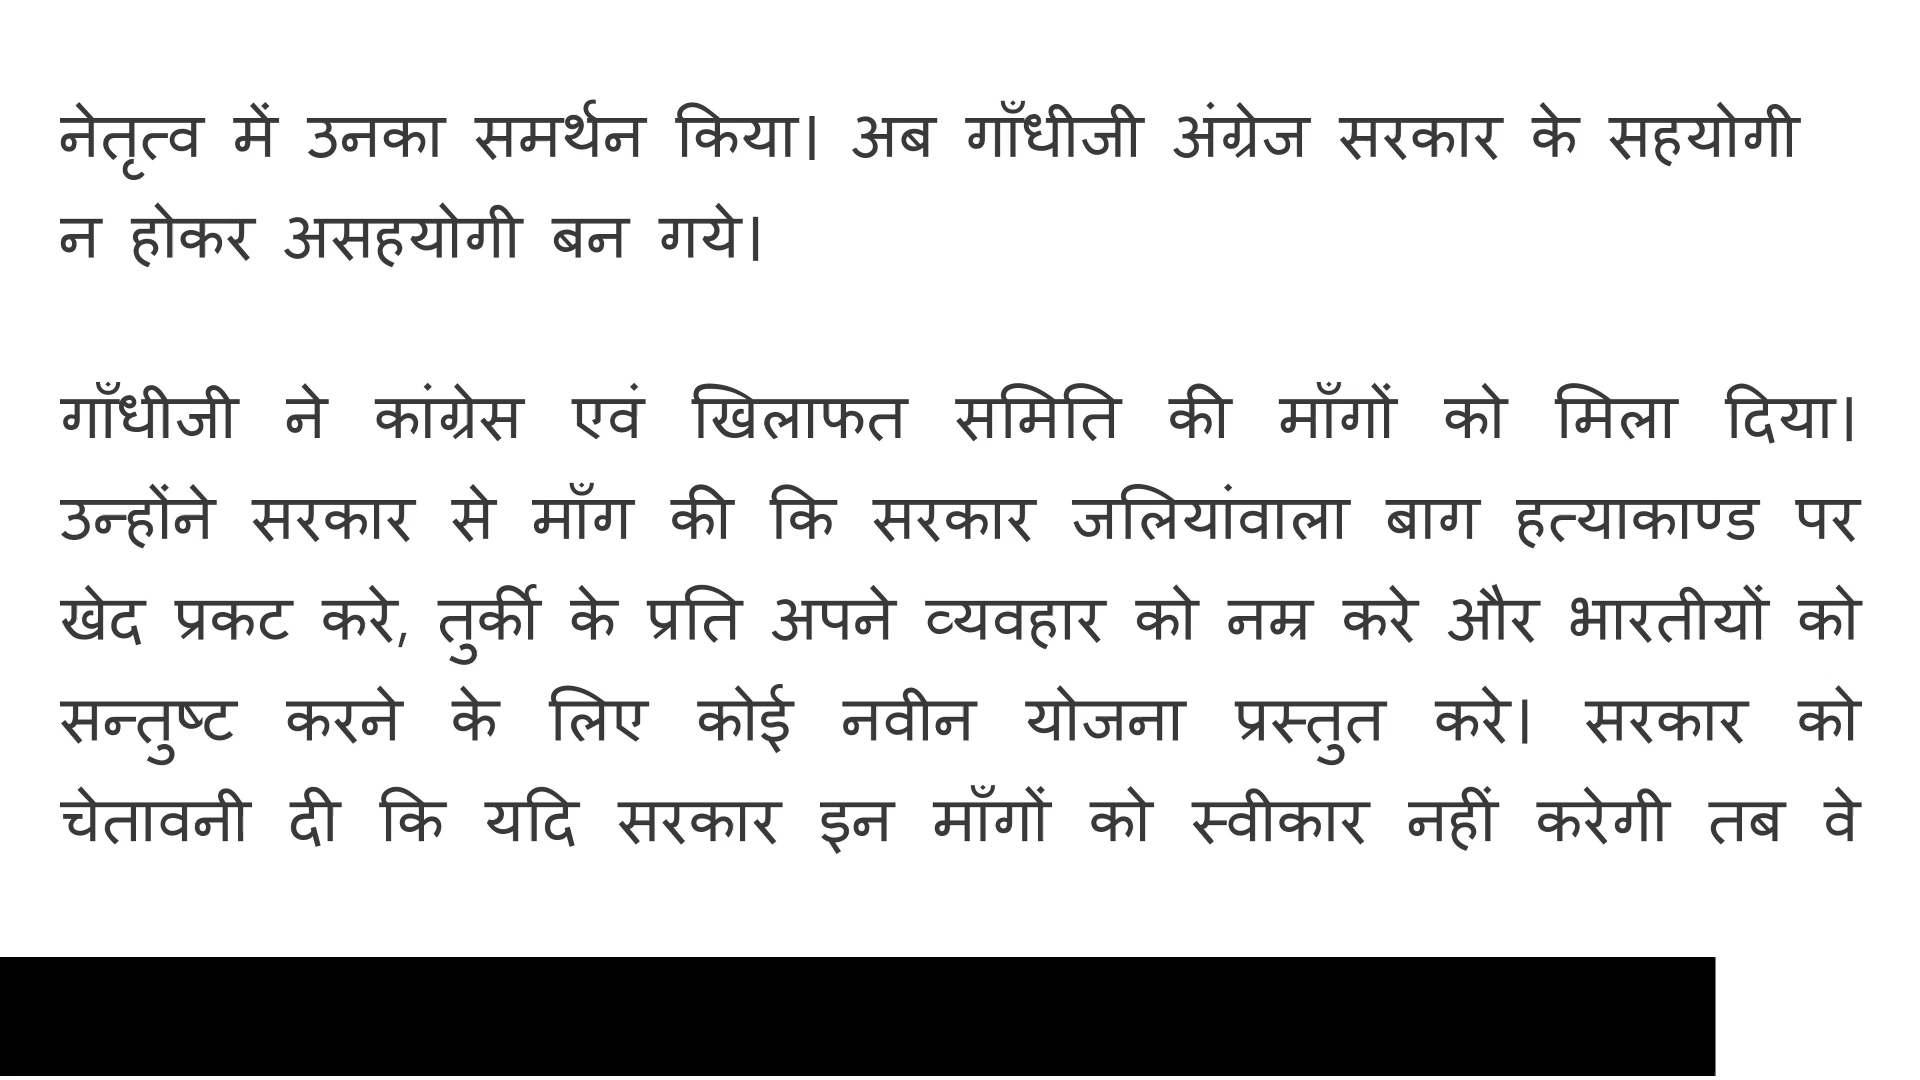 नेतृत्व में उनका समर्थन किया। अब गाँधीजी अंग्रेज सरकार के सहयोगी
न होकर असहयोगी बन गये।
गाँधीजी ने कांग्रेस एवं खिलाफत समिति की माँगों को मिला दिया।
उन्होंने सरकार से माँग की कि सरकार जलियांवाला बाग हत्याकाण्ड पर
खेद प्रकट करे, तुर्की के प्रति अपने व्यवहार को नम्र करे और भारतीयों को
सन्तुष्ट करने के लिए कोई नवीन योजना प्रस्तुत करे। सरकार को
चेतावनी दी कि यदि सरकार इन माँगों को स्वीकार नहीं करेगी तब वे